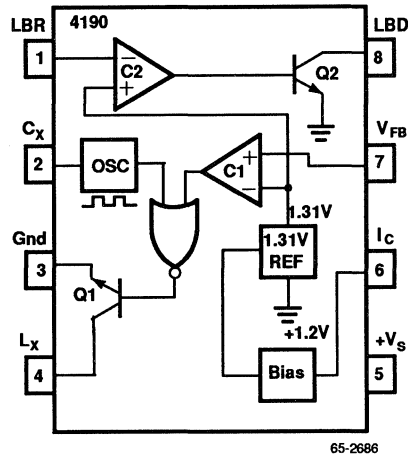 LBR 4190 LBD
1 − C2 + Q2 8
CX VFB
2 OSC C1 + − 7
1.31V
Gnd 1.31V REF IC
3 Q1 6
+1.2V
LX Bias +VS
4 5
65-2686